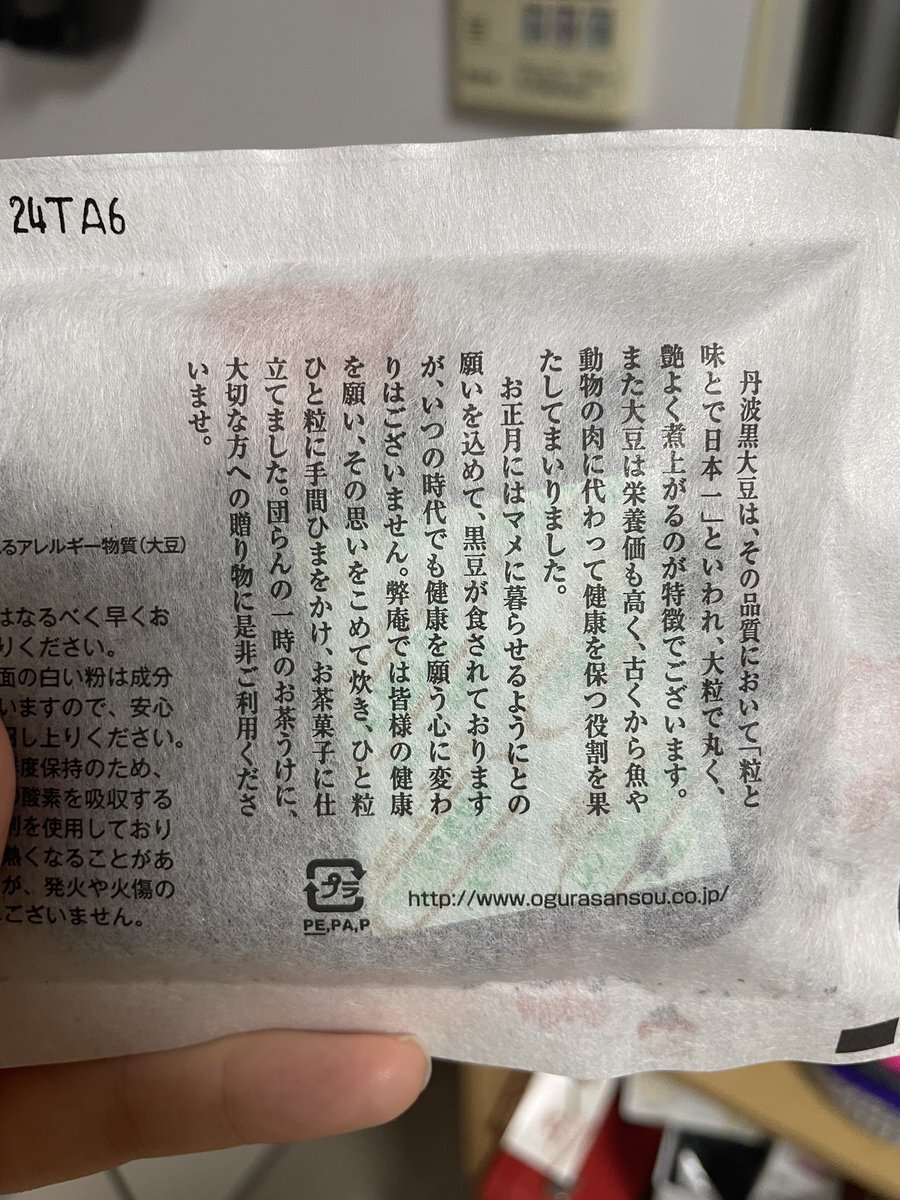 24TA6
丹波黒大豆は、その品質において「粒と
味とで日本一」といわれ、大粒で丸く、
艶よく煮上がるのが特徴でございます。
また大豆は栄養価も高く、古くから魚や
動物の肉に代わって健康を保つ役割を果
たしてまいりました。
お正月にはマメに暮らせるようにとの
願いを込めて、黒豆が食されております
が、いつの時代でも健康を願う心に変わ
りはございません。弊庵では皆様の健康
を願い、その思いをこめて炊き、ひと粒
ひと粒に手間ひまをかけ、お茶菓子に仕
立てました。団らんの一時のお茶うけに、
大切な方への贈り物に是非ご利用くださ
いませ。
るアレルギー物質(大豆)
はなるべく早くお
りください。
面の白い粉は成分
いますので、安心
召し上りください。
度保持のため、
酸素を吸収する
剤を使用しており
熱くなることがあ
が、発火や火傷の
ございません。
プラ
PE,PA,P
http://www.ogurasansou.co.jp/